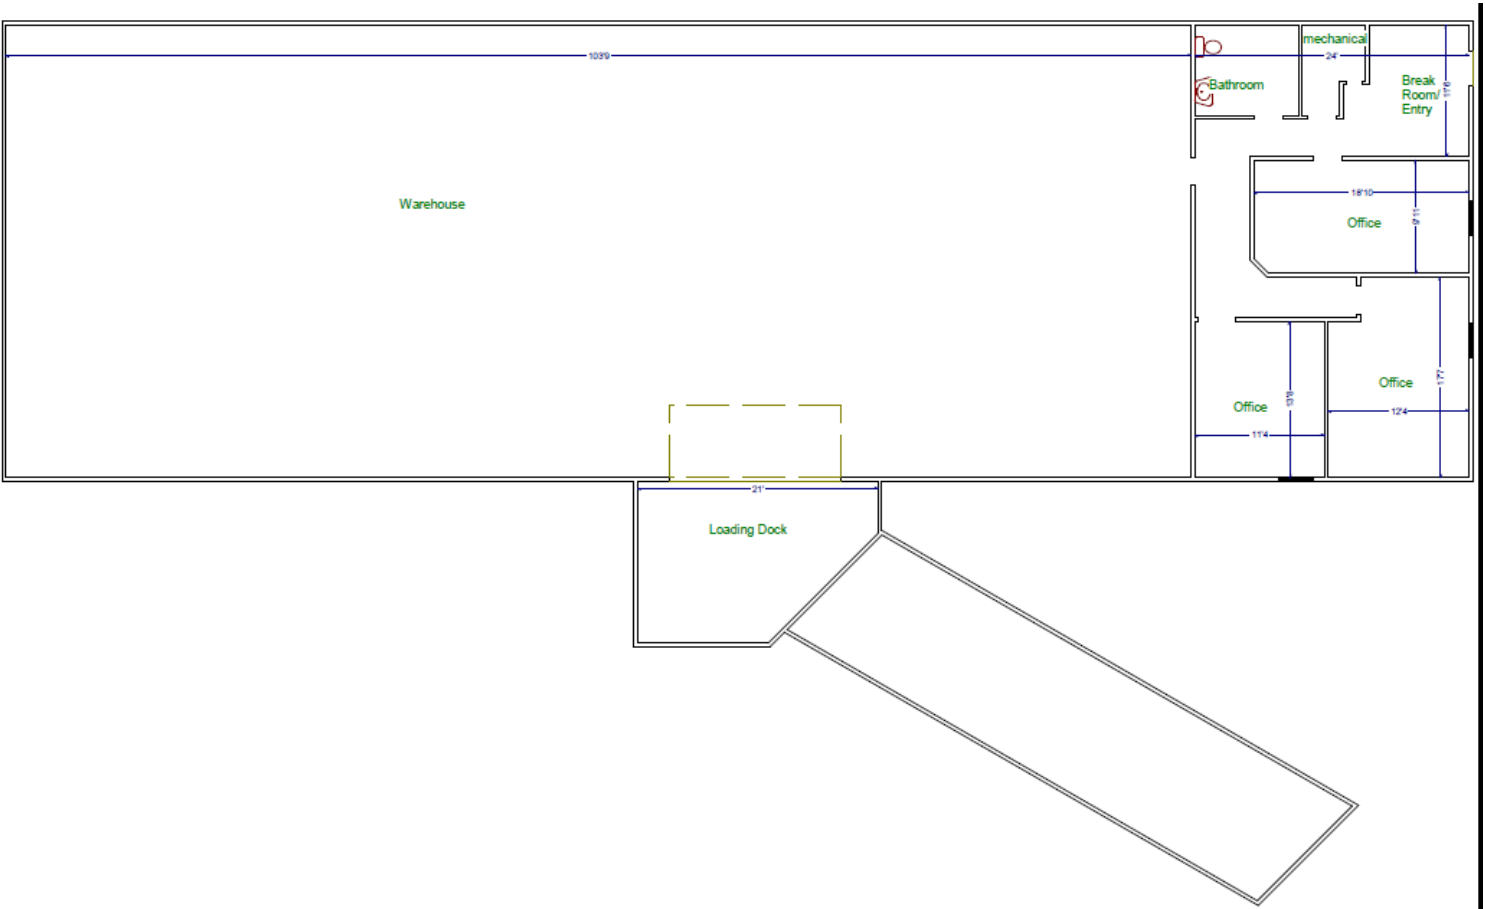 mechanical
103'9
24'
Bathroom
Break
Room/
Entry
11'6
18'10
Warehouse
9'11
Office
17'7
Office
13'8
Office
12'4
11'4
21'
Loading Dock